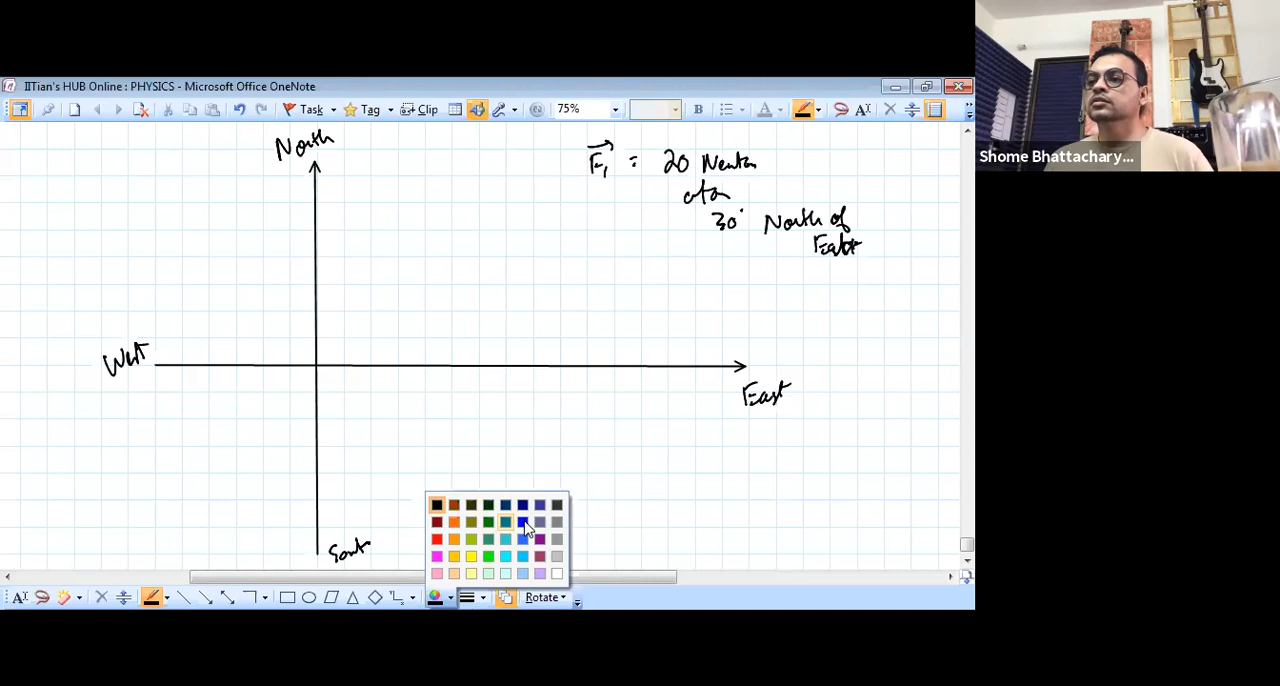 IITian's HUB Online : PHYSICS - Microsoft Office OneNote
Task Tag Clip 75% B A A
North
F₁ = 20 Newton
at an
30° North of
East
West
East
South
A Rotate
Shome Bhattachary...